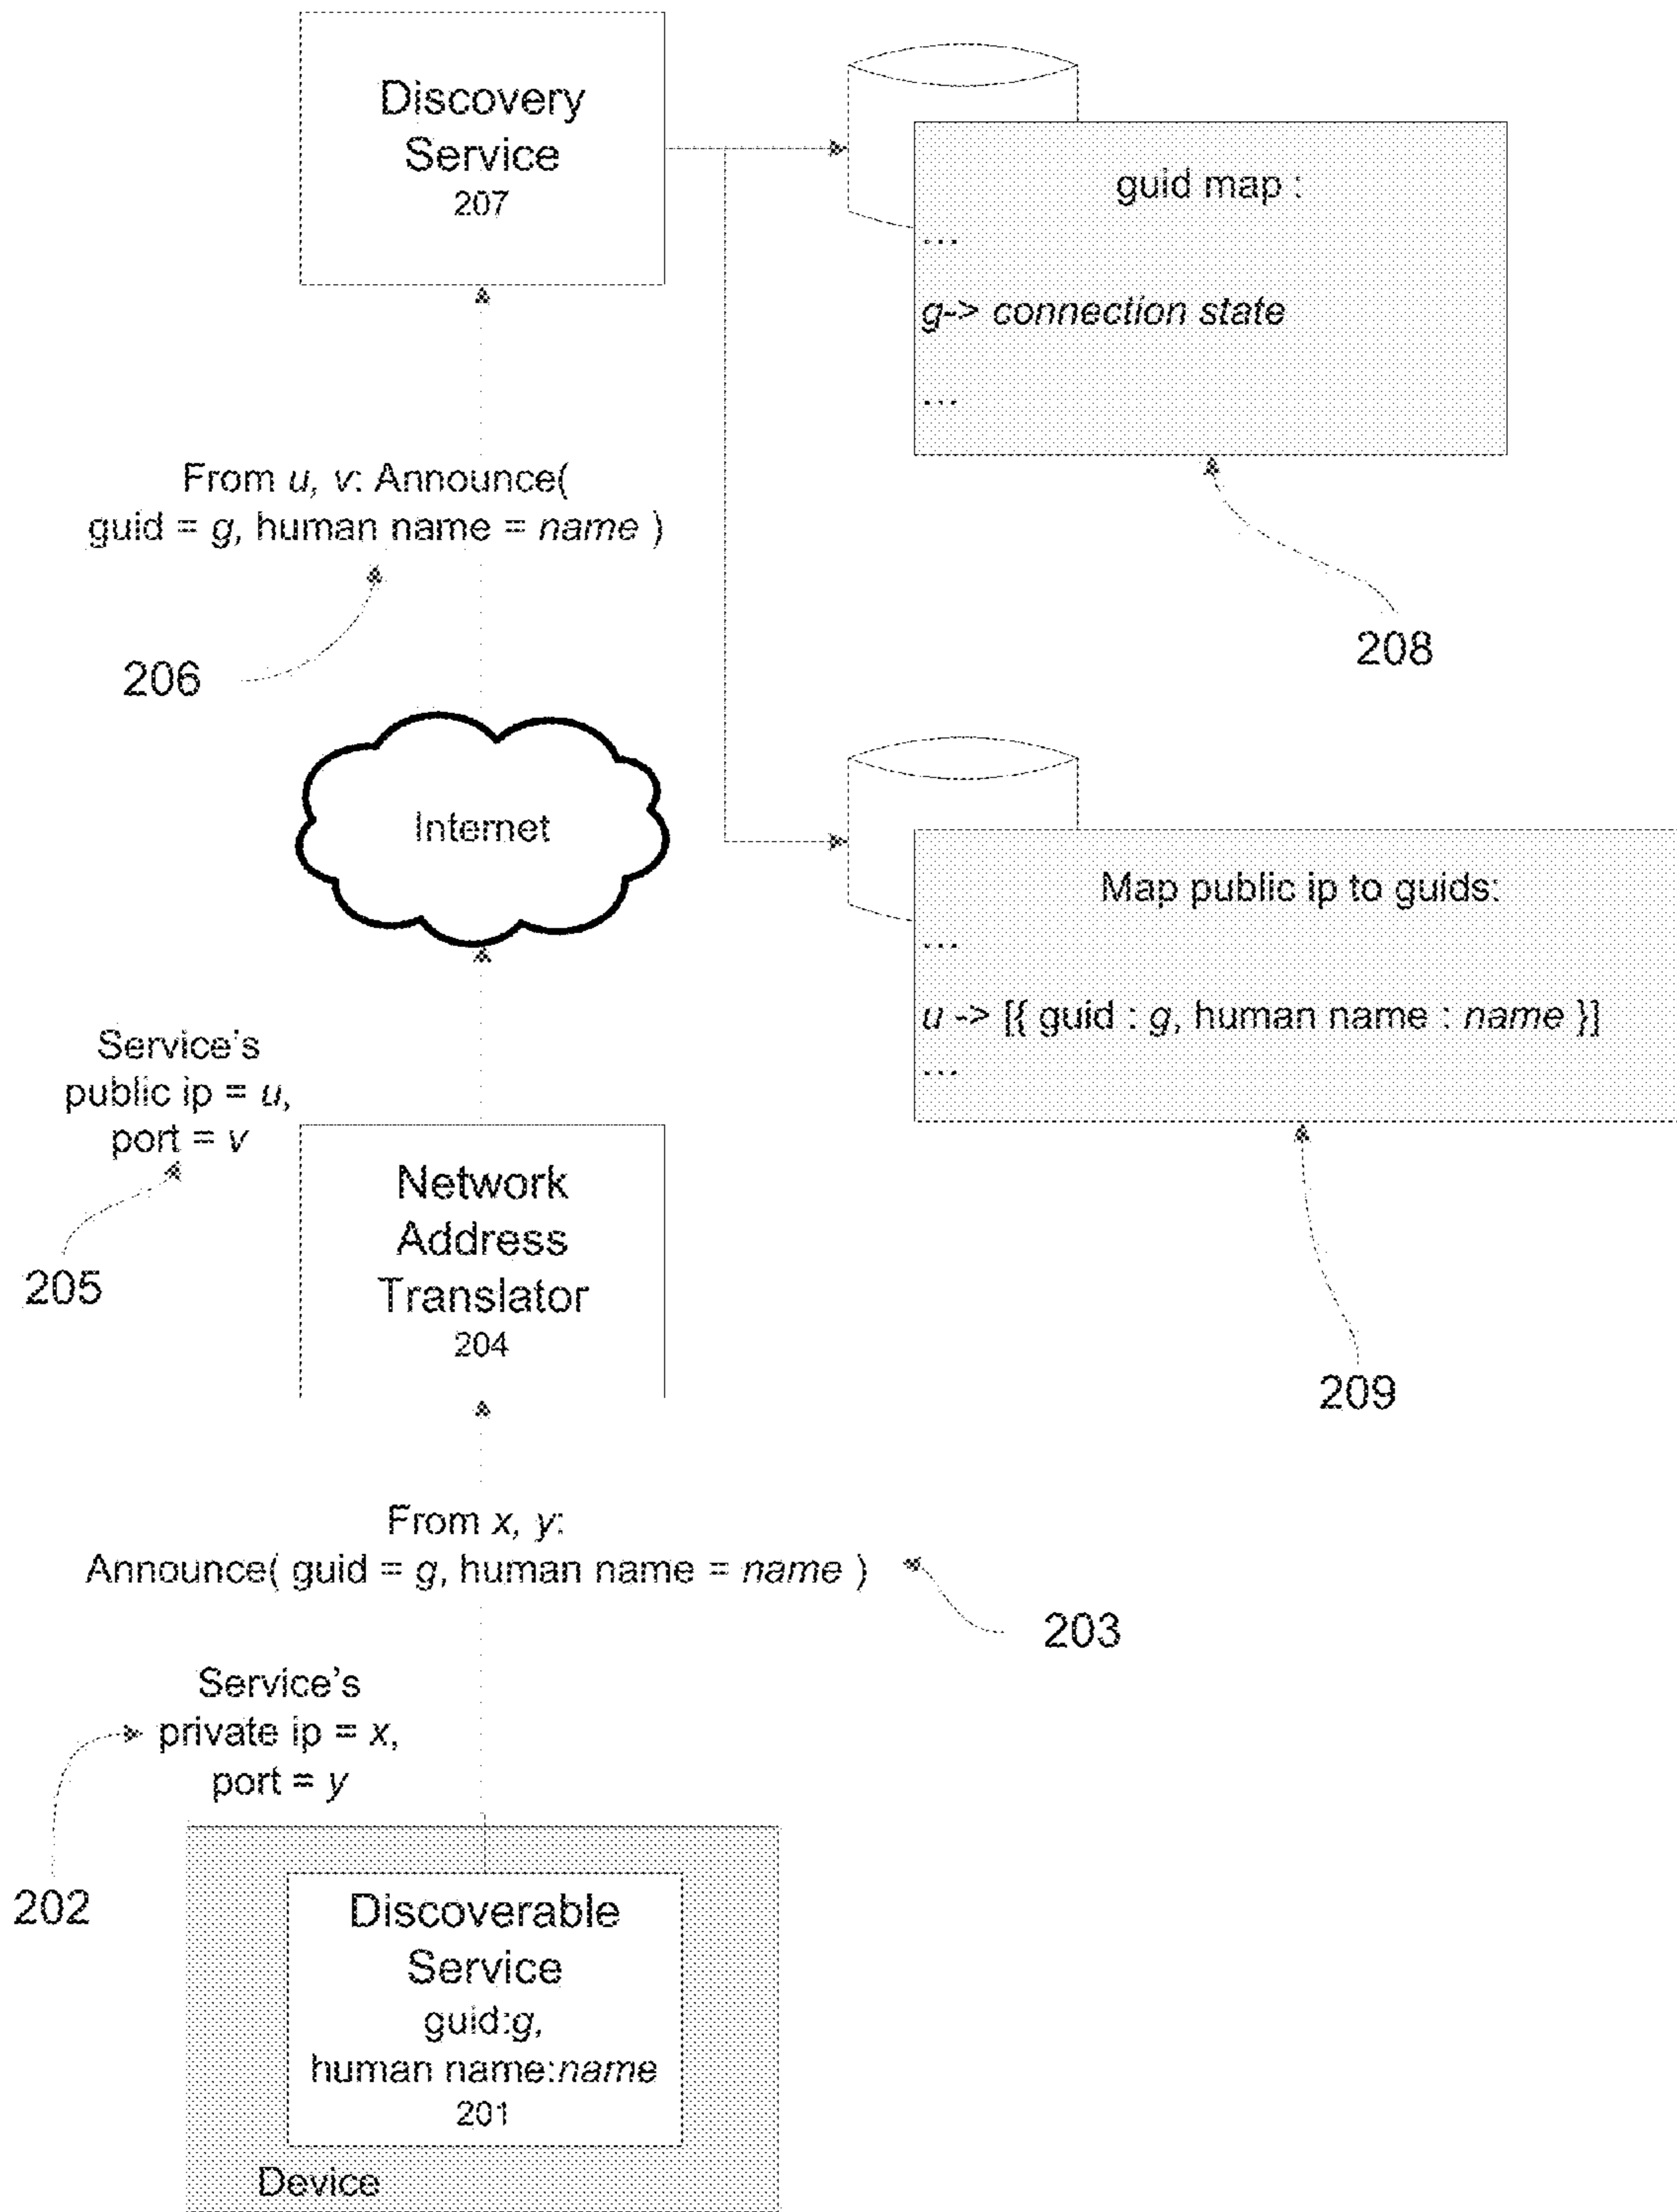 Discovery
Service
207
guid map :
...
g-> connection state
...
From u, v: Announce(
guid = g, human name = name )
206
208
Internet
Map public ip to guids:
...
u -> [{ guid : g, human name : name }]
...
Service's
public ip = u,
port = v
205
Network
Address
Translator
204
209
From x, y:
Announce( guid = g, human name = name )
203
Service's
private ip = x,
port = y
202
Discoverable
Service
guid:g,
human name:name
201
Device